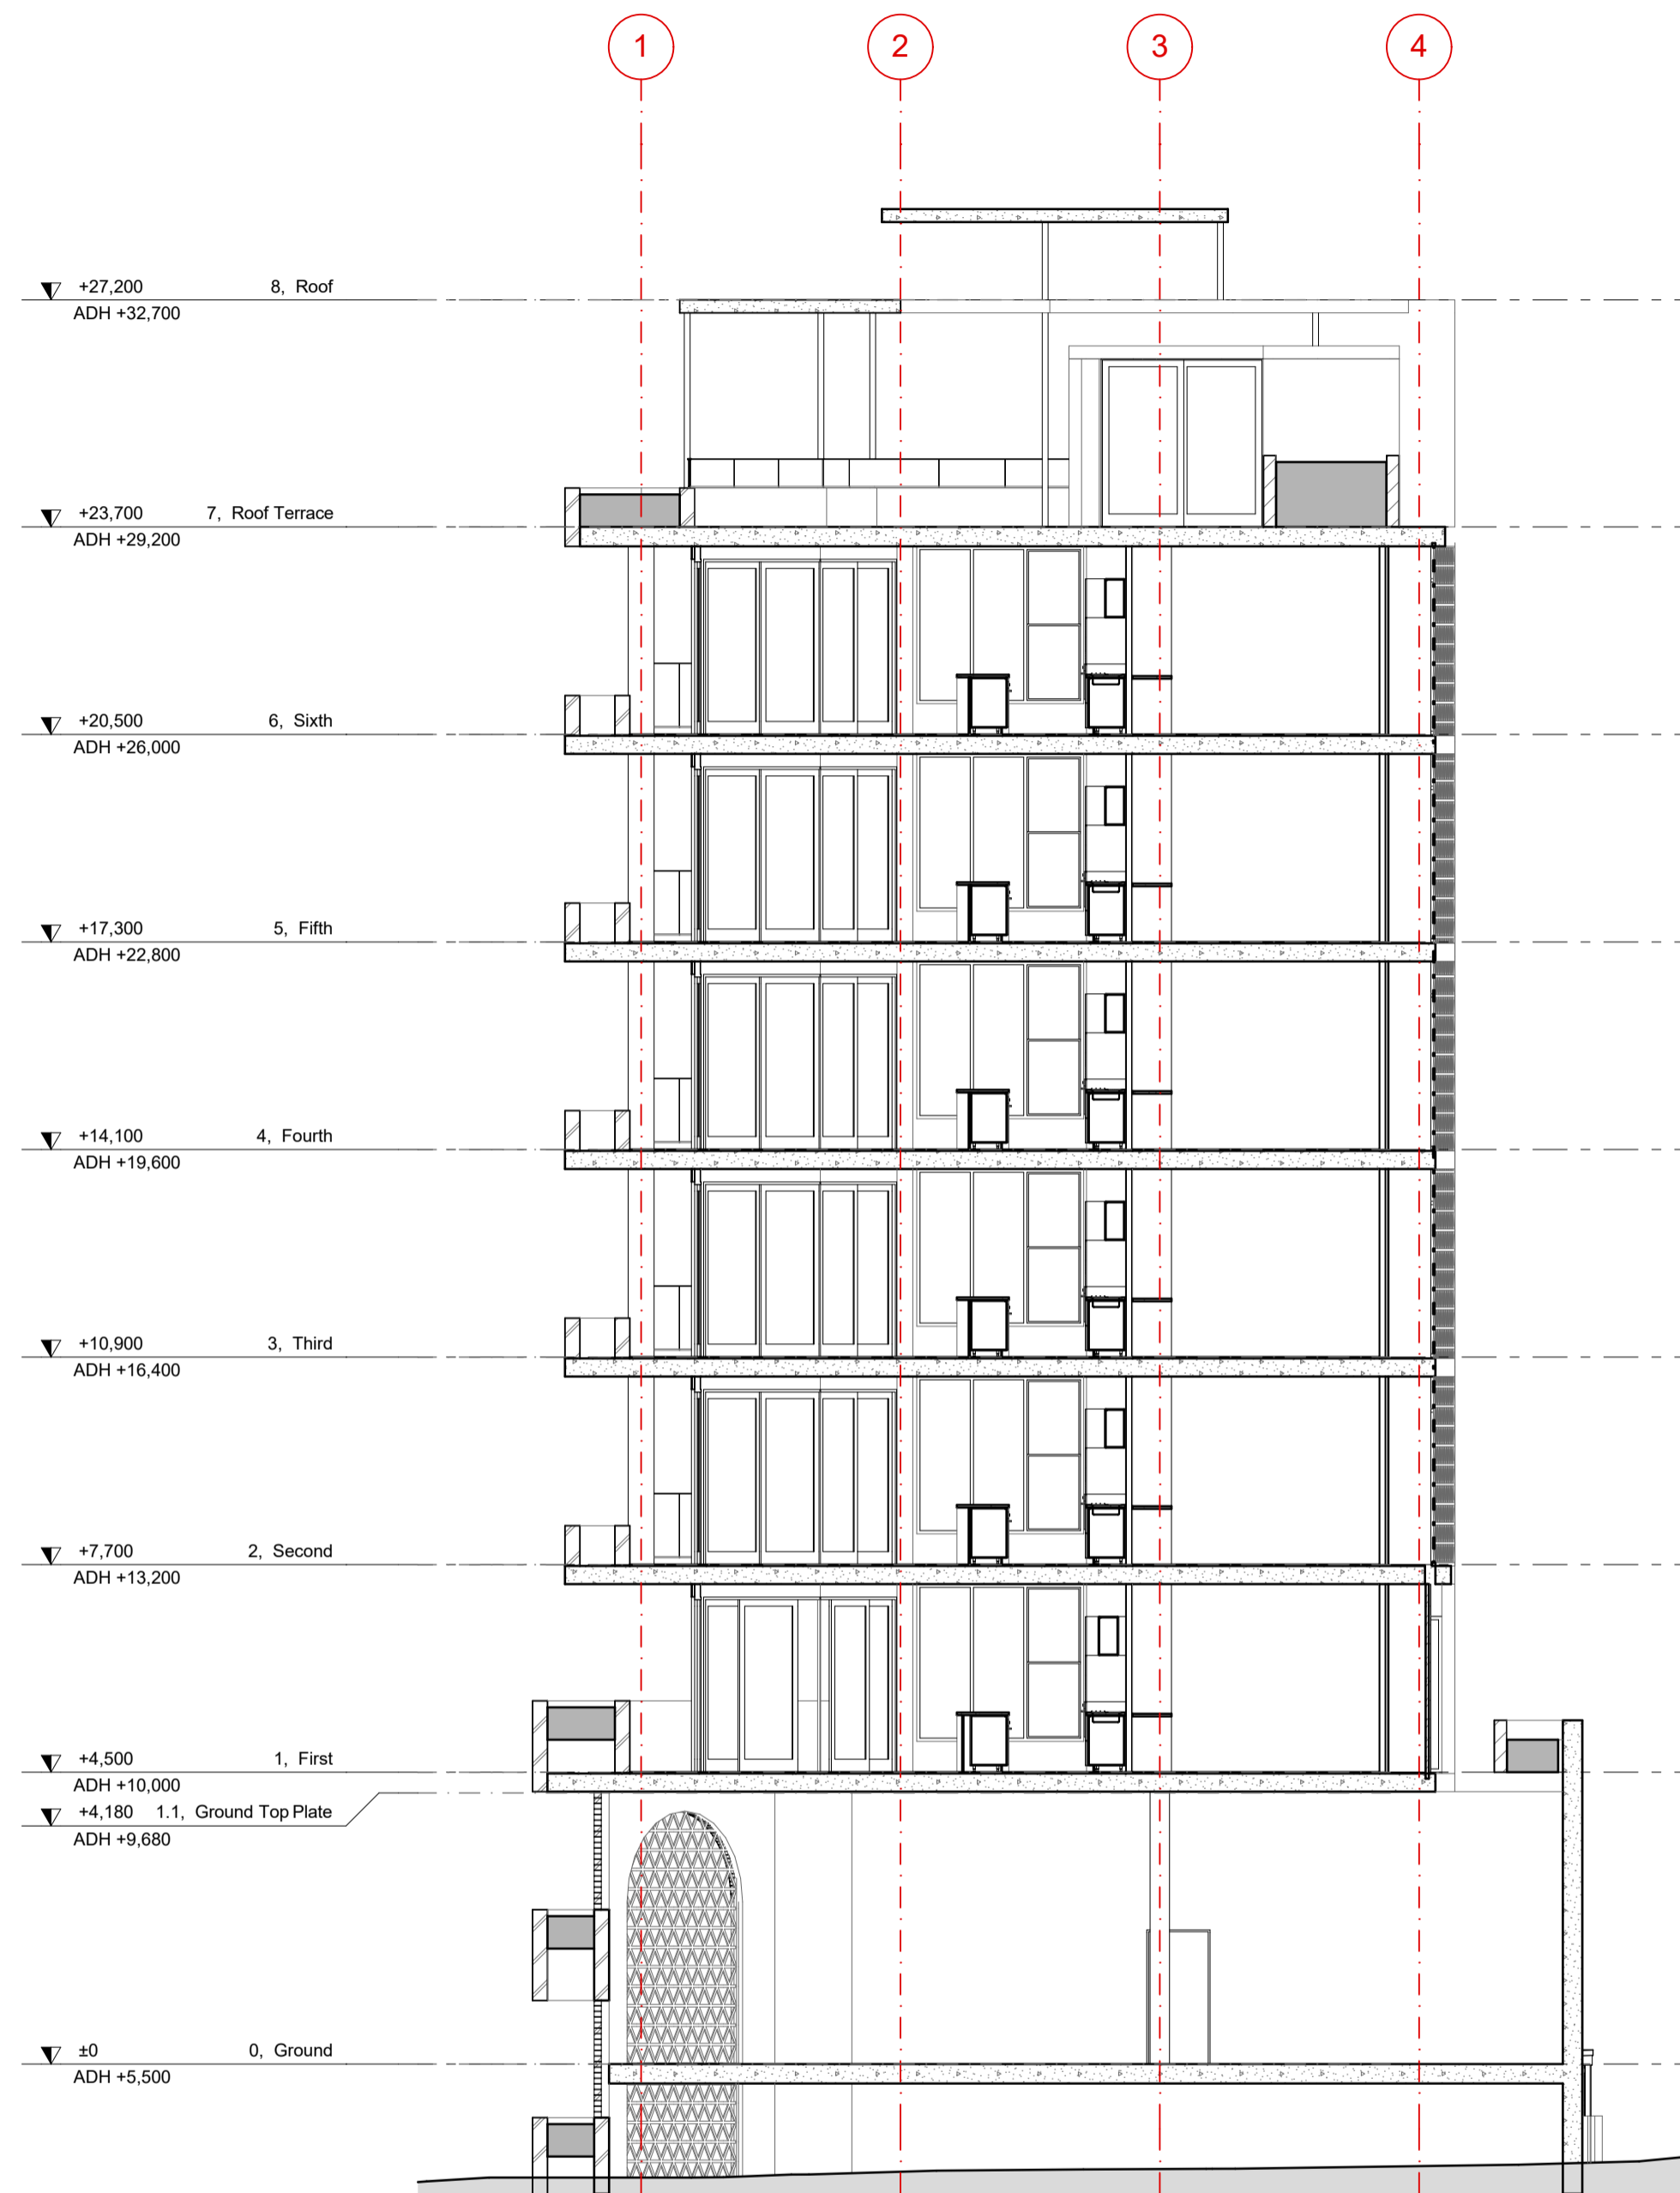 1 2 3 4
+27,200 8, Roof
ADH +32,700
+23,700 7, Roof Terrace
ADH +29,200
+20,500 6, Sixth
ADH +26,000
+17,300 5, Fifth
ADH +22,800
+14,100 4, Fourth
ADH +19,600
+10,900 3, Third
ADH +16,400
+7,700 2, Second
ADH +13,200
+4,500 1, First
ADH +10,000
+4,180 1.1, Ground Top Plate
ADH +9,680
±0 0, Ground
ADH +5,500